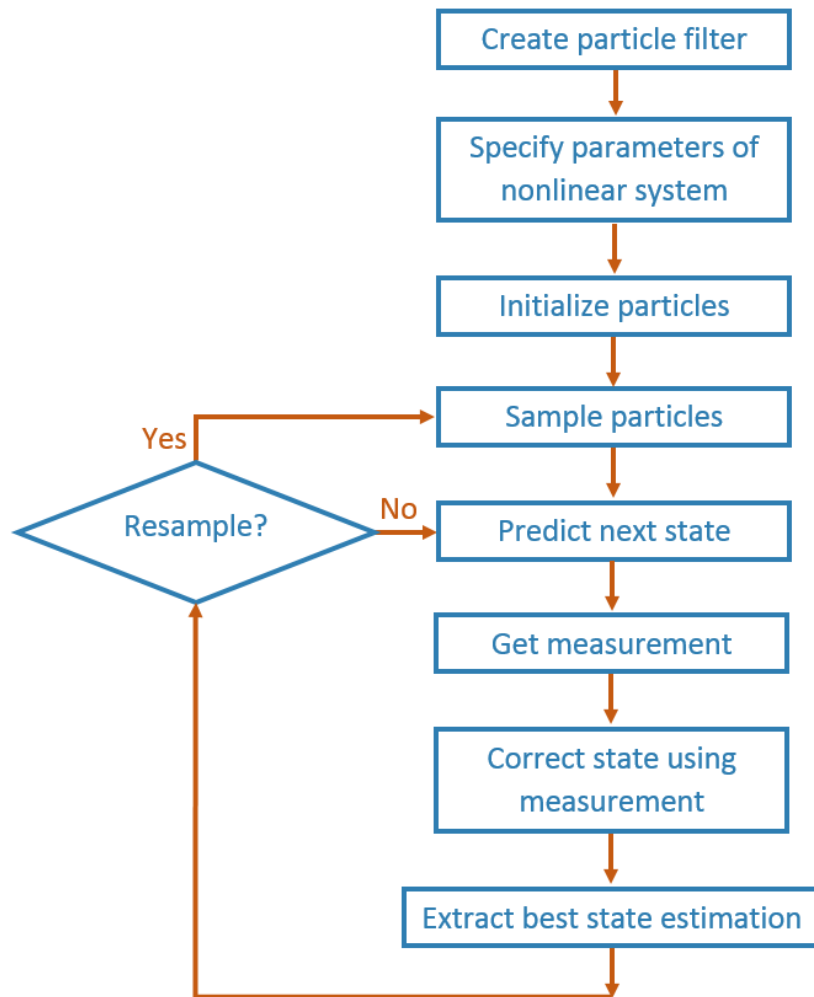 Create particle filter
Specify parameters of
nonlinear system
Initialize particles
Sample particles
Yes
Resample?
No
Predict next state
Get measurement
Correct state using
measurement
Extract best state estimation